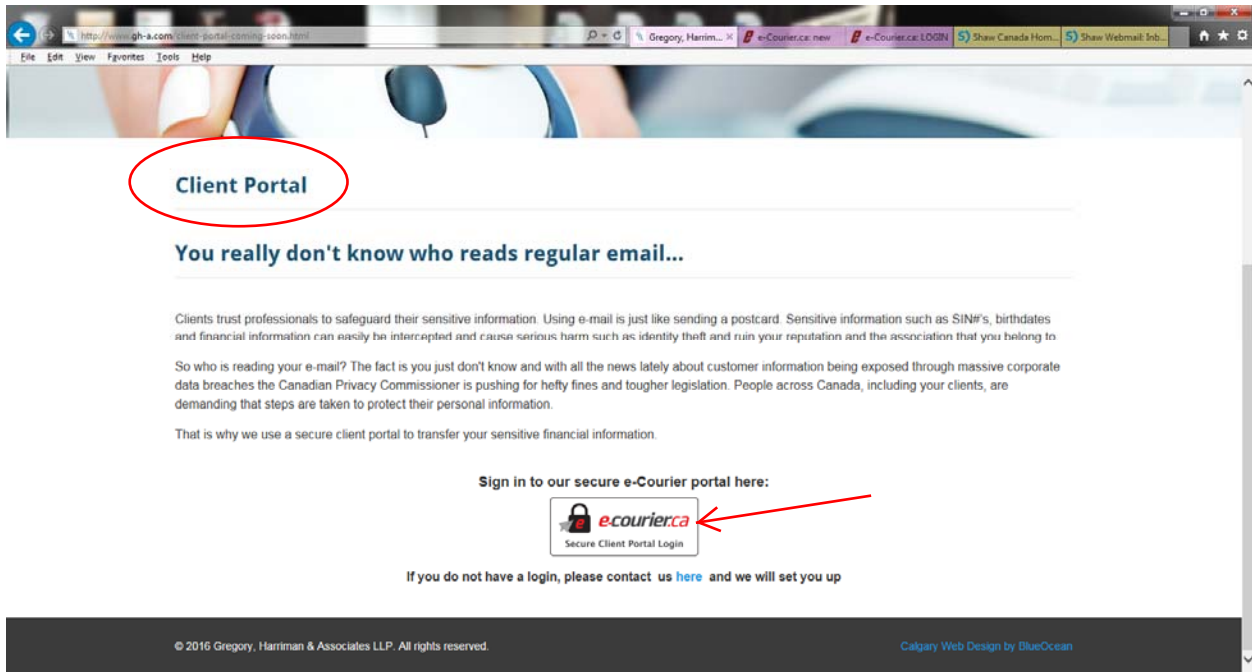 http://www.gh-a.com/client-portal-coming-soon.html
Gregory, Harrim...
e-Courier.ca: new
e-Courier.ca: LOGIN
Shaw Canada Hom...
Shaw Webmail: Inb...
File Edit View Favorites Tools Help
Client Portal
You really don't know who reads regular email...
Clients trust professionals to safeguard their sensitive information. Using e-mail is just like sending a postcard. Sensitive information such as SIN#'s, birthdates
and financial information can easily be intercepted and cause serious harm such as identity theft and ruin your reputation and the association that you belong to
So who is reading your e-mail? The fact is you just don't know and with all the news lately about customer information being exposed through massive corporate
data breaches the Canadian Privacy Commissioner is pushing for hefty fines and tougher legislation. People across Canada, including your clients, are
demanding that steps are taken to protect their personal information.
That is why we use a secure client portal to transfer your sensitive financial information.
Sign in to our secure e-Courier portal here:
e e-courier.ca
Secure Client Portal Login
If you do not have a login, please contact us here and we will set you up
© 2016 Gregory, Harriman & Associates LLP. All rights reserved.
Calgary Web Design by BlueOcean